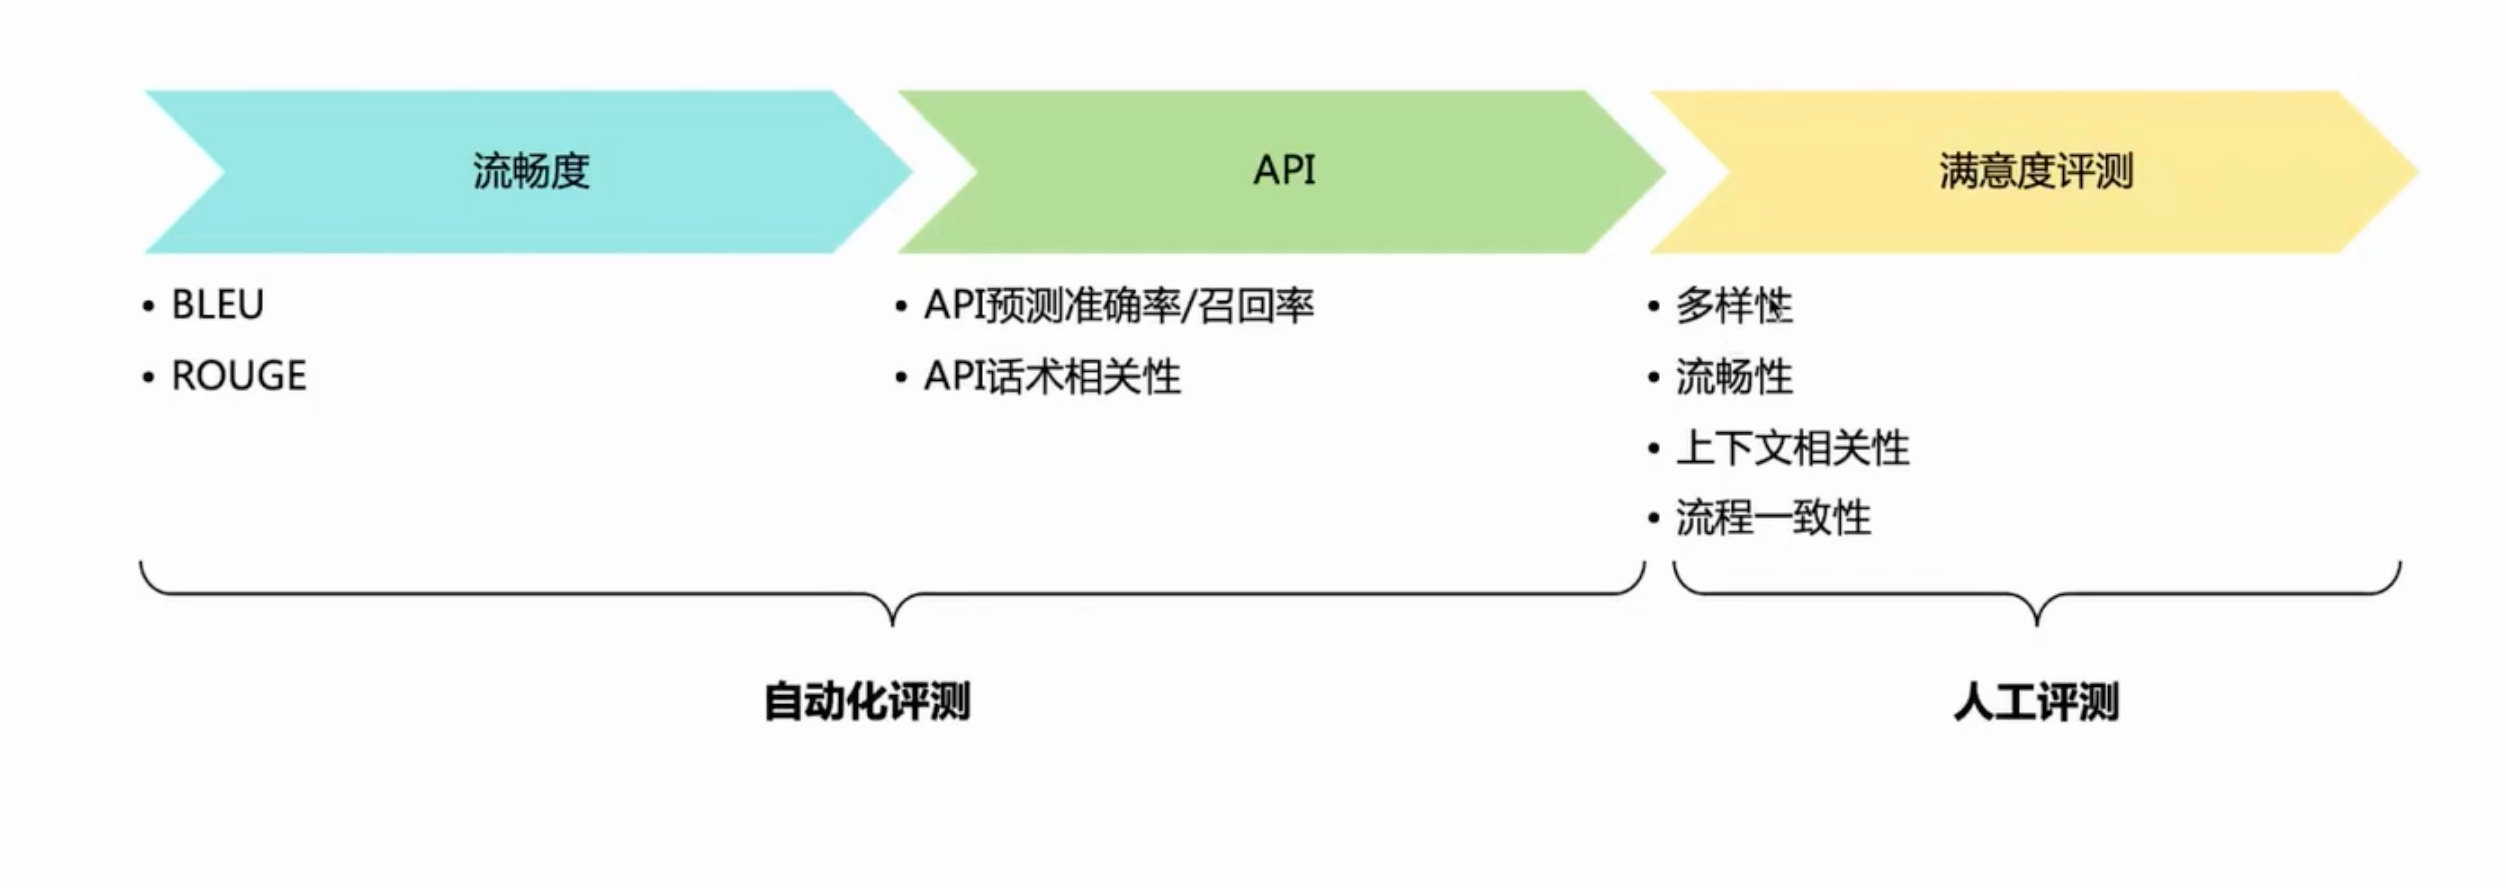 流畅度
API
满意度评测
• BLEU
• ROUGE
• API预测准确率/召回率
• API话术相关性
• 多样性
• 流畅性
• 上下文相关性
• 流程一致性
自动化评测
人工评测